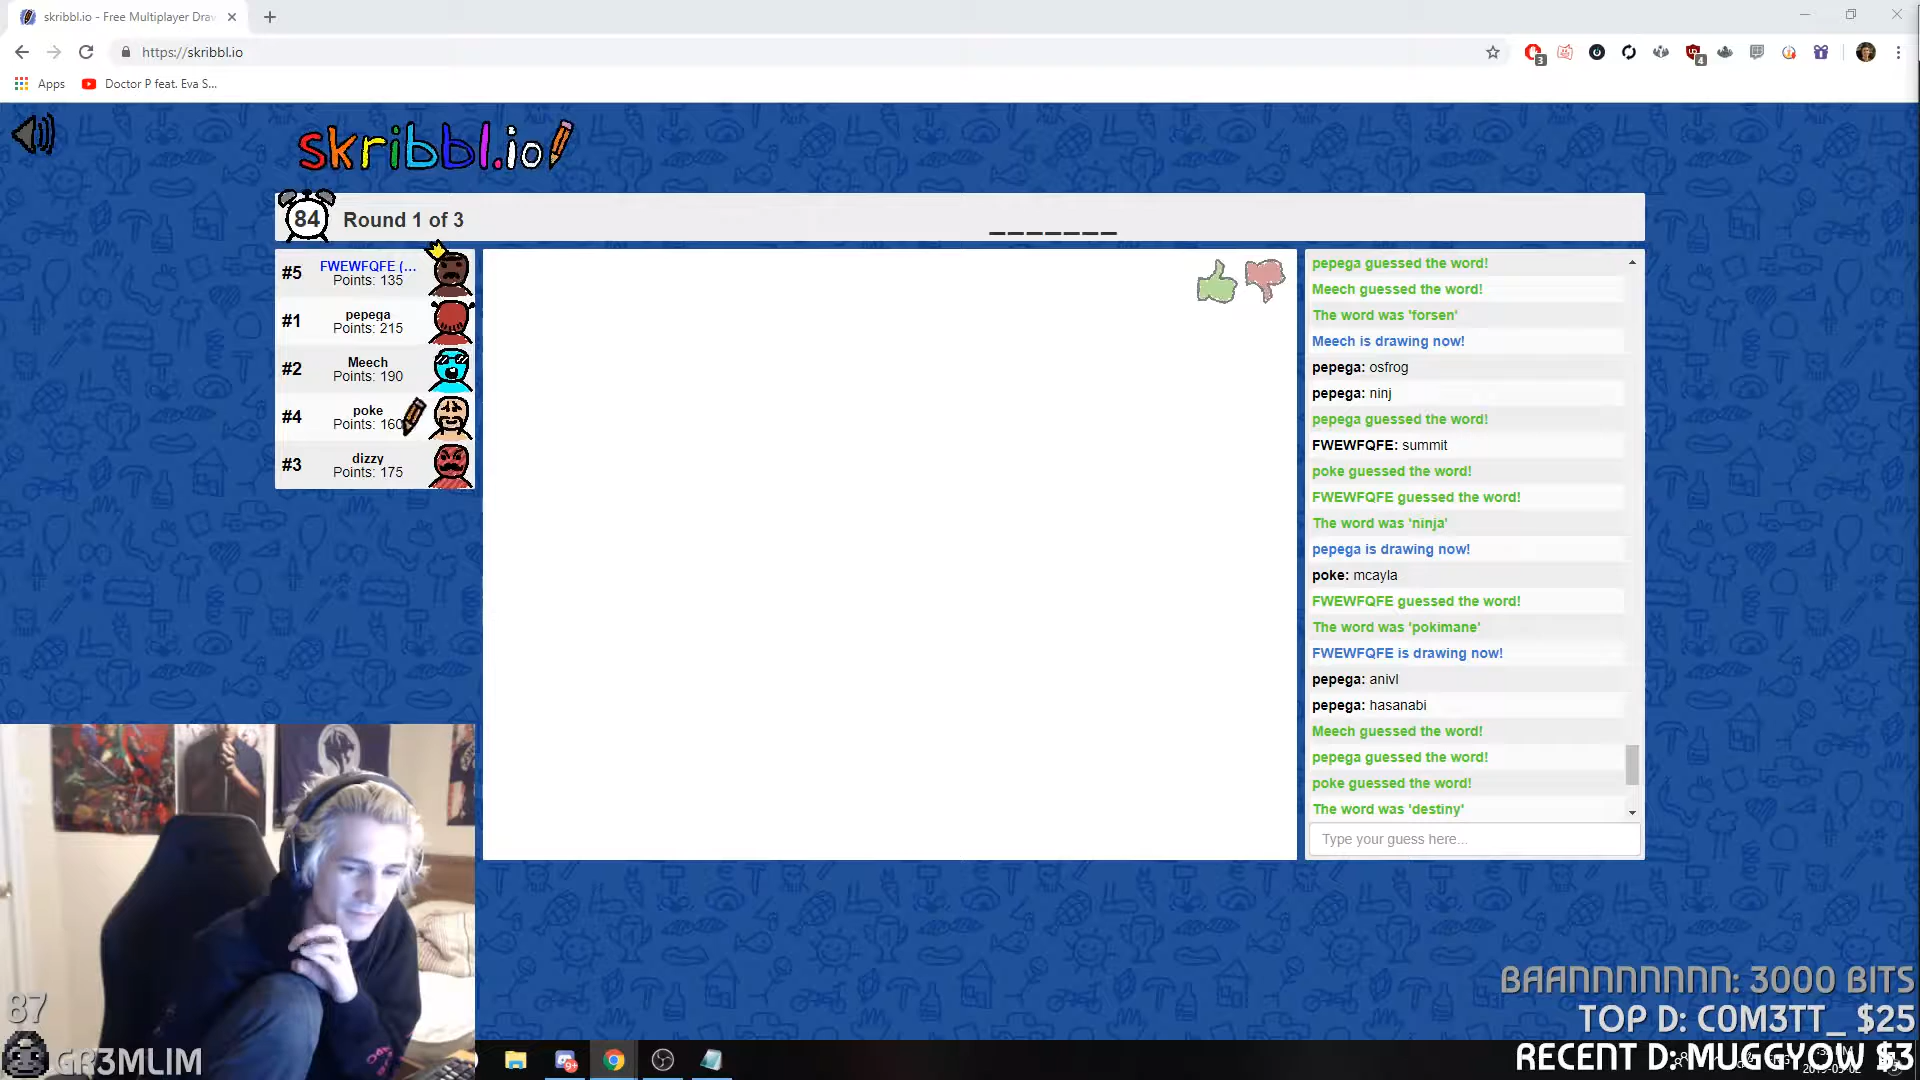 skribbl.io - Free Multiplayer Draw
https://skribbl.io
3
4
Apps
Doctor P feat. Eva S...
skribbl.io
84
Round 1 of 3
_______
#5
FWEWFQFE (...
Points: 135
#1
pepega
Points: 215
#2
Meech
Points: 190
#4
poke
Points: 160
#3
dizzy
Points: 175
pepega guessed the word!
Meech guessed the word!
The word was 'forsen'
Meech is drawing now!
pepega: osfrog
pepega: ninj
pepega guessed the word!
FWEWFQFE: summit
poke guessed the word!
FWEWFQFE guessed the word!
The word was 'ninja'
pepega is drawing now!
poke: mcayla
FWEWFQFE guessed the word!
The word was 'pokimane'
FWEWFQFE is drawing now!
pepega: anivl
pepega: hasanabi
Meech guessed the word!
pepega guessed the word!
poke guessed the word!
The word was 'destiny'
Type your guess here...
BAANNNNNNN: 3000 BITS
TOP D: C0M3TT_ $25
RECENT D: MUGGYOW $3
87
GR3MLIM
9+